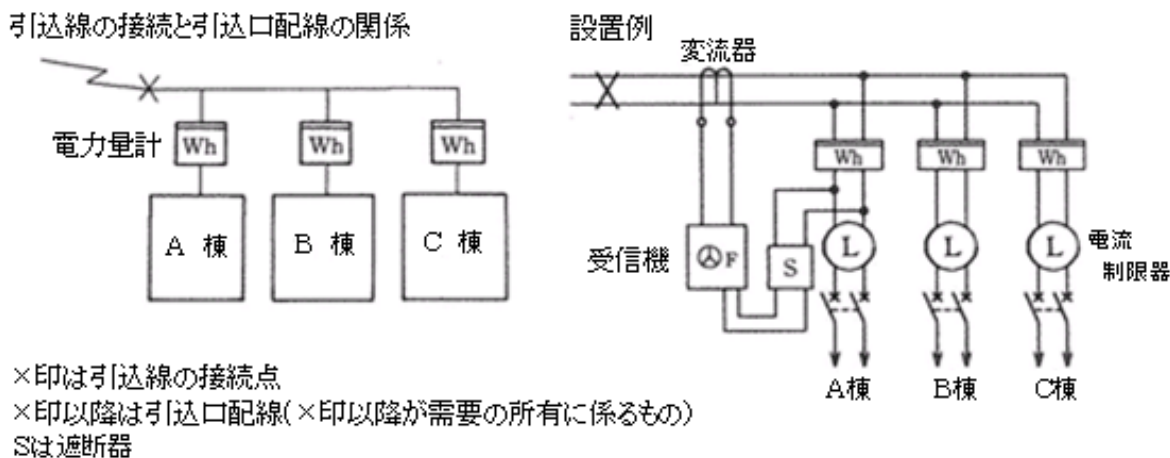 引込線の接続と引込口配線の関係
電力量計
Wh
Wh
Wh
A 棟
B 棟
C 棟
設置例
変流器
Wh
Wh
Wh
受信機
F
S
L
L
L
電流
制限器
A棟
B棟
C棟
×印は引込線の接続点
×印以降は引込口配線(×印以降が需要の所有に係るもの)
Sは遮断器